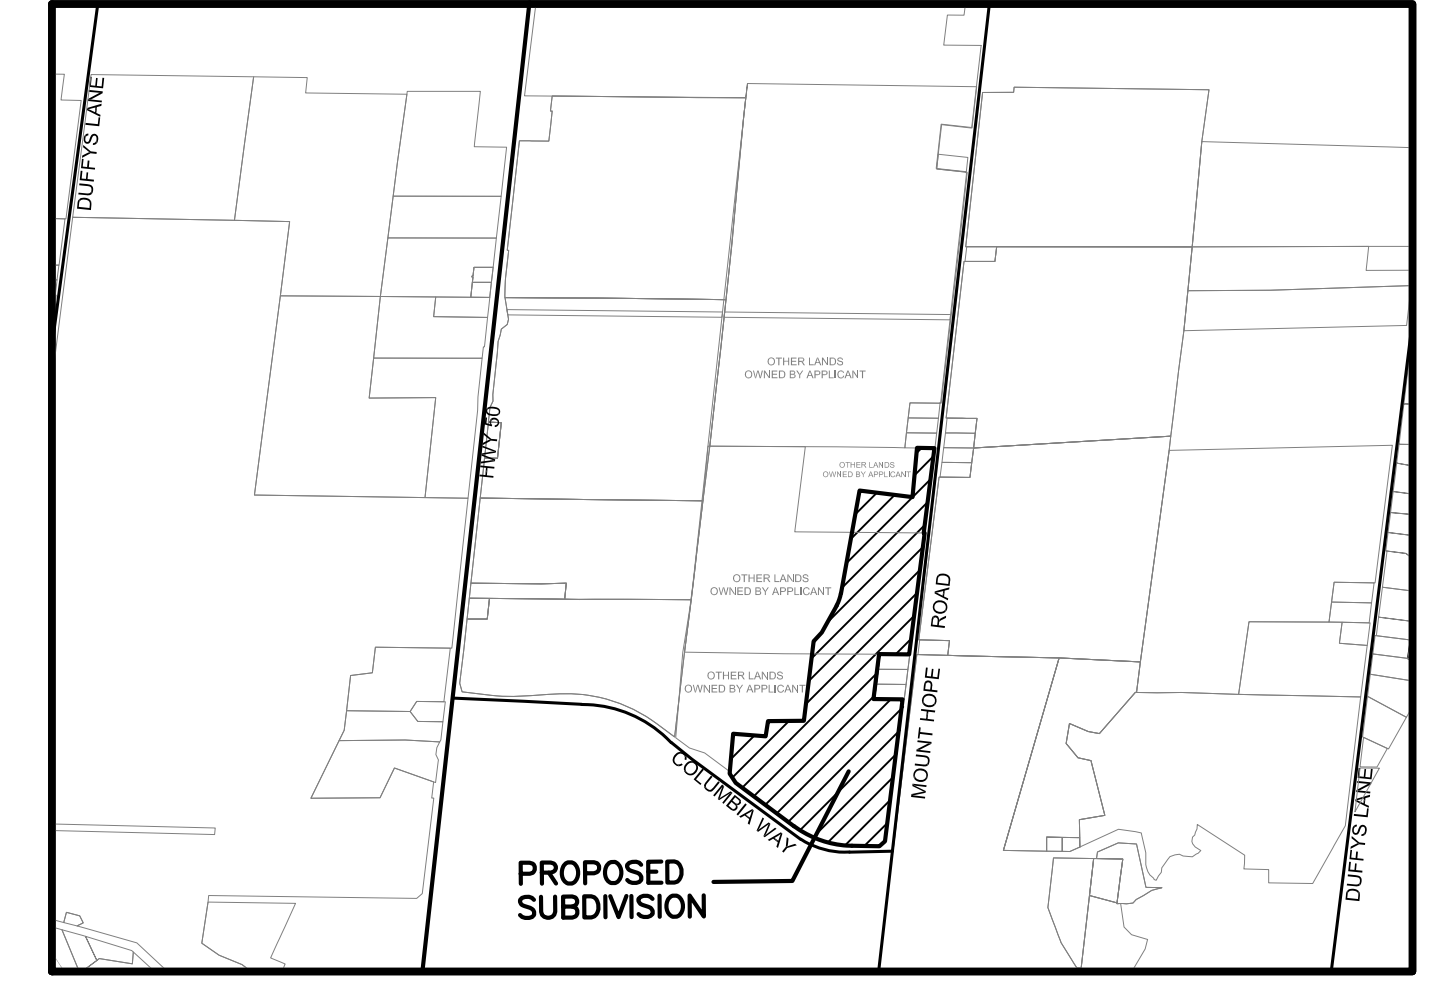 DUFFYS LANE
OTHER LANDS
OWNED BY APPLICANT
HWY 50
OTHER LANDS
OWNED BY APPLICANT
OTHER LANDS
OWNED BY APPLICANT
ROAD
MOUNT HOPE
OTHER LANDS
OWNED BY APPLICANT
COLUMBIA WAY
DUFFYS LANE
PROPOSED
SUBDIVISION